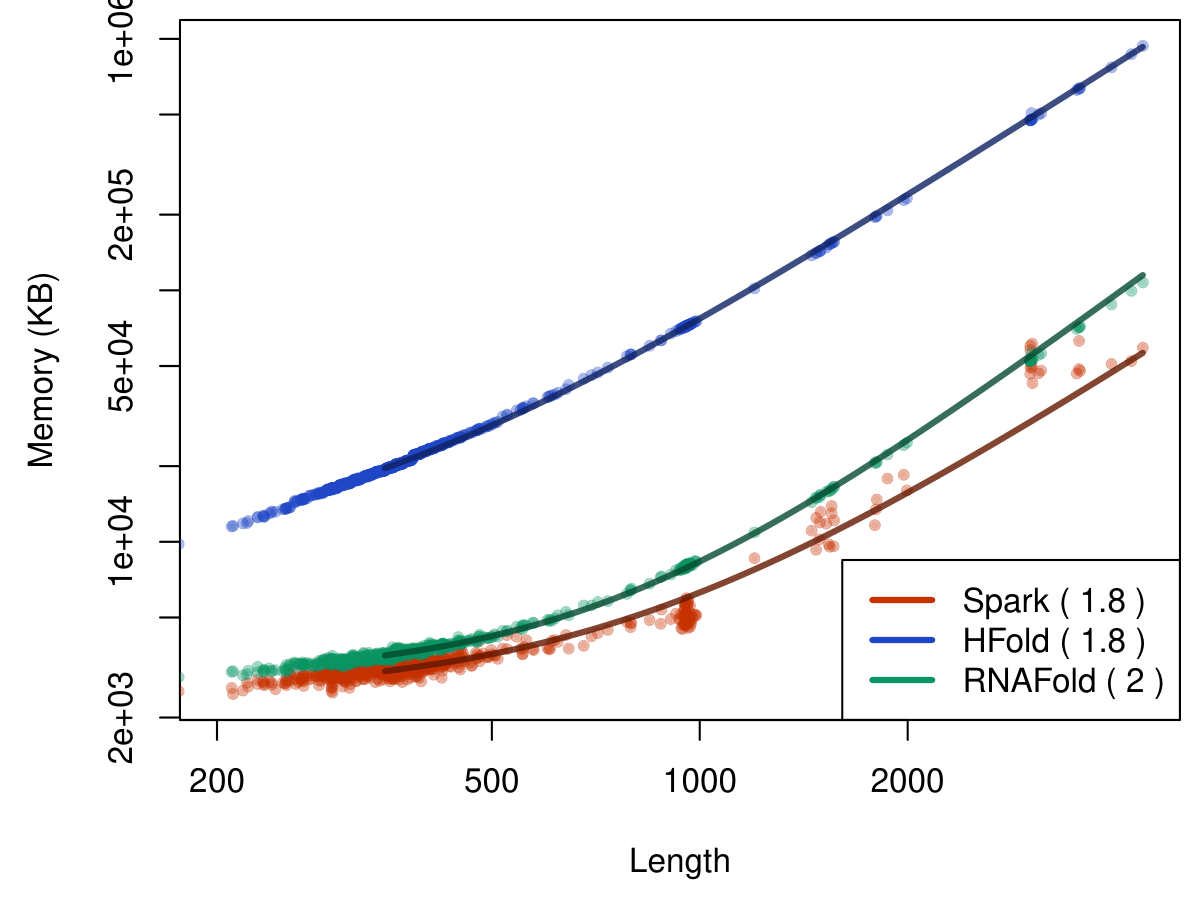 1e+06
2e+05
5e+04
1e+04
2e+03
Memory (KB)
Spark ( 1.8 )
HFold ( 1.8 )
RNAFold ( 2 )
200 500 1000 2000
Length